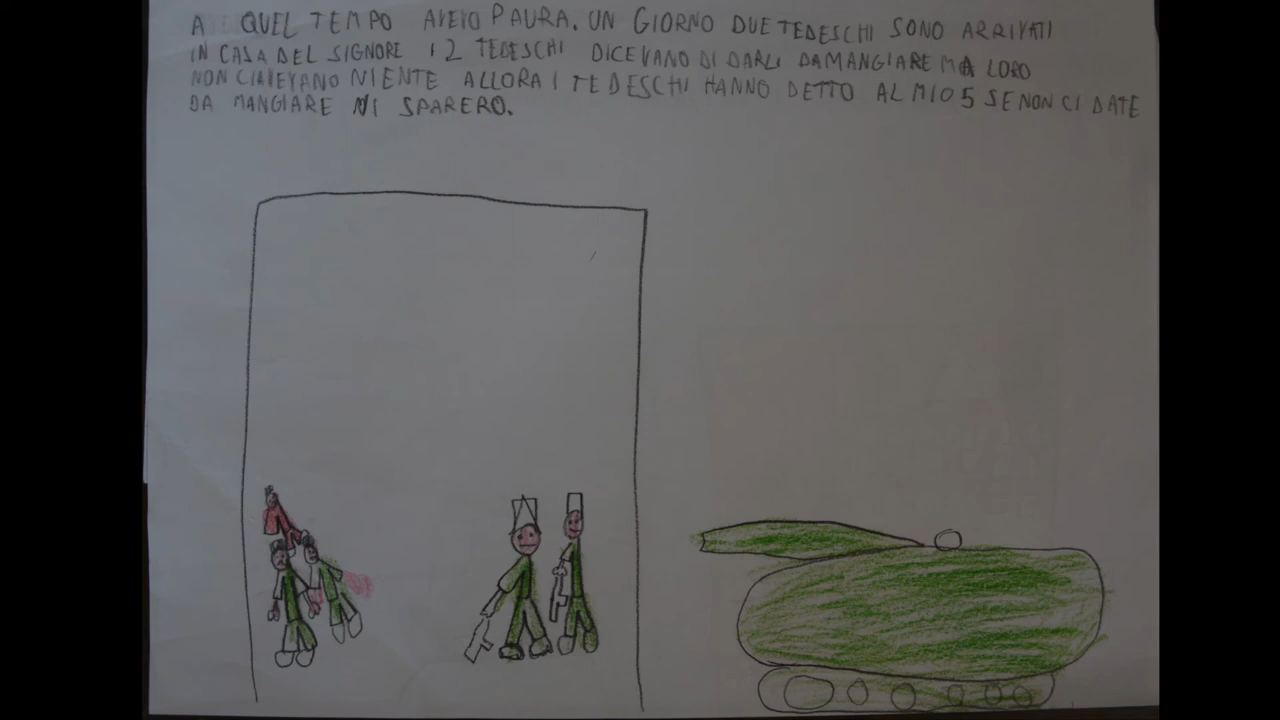 A QUEL TEMPO AVEVO PAURA. UN GIORNO DUE TEDESCHI SONO ARRIVATI
IN CASA DEL SIGNORE I 2 TEDESCHI DICEVANO DI DARLI DAMANGIARE MA LORO
NON CIAVEVANO NIENTE ALLORA I TEDESCHI HANNO DETTO AL MIO 5 SE NON CI DATE
DA MANGIARE VI SPARERO.